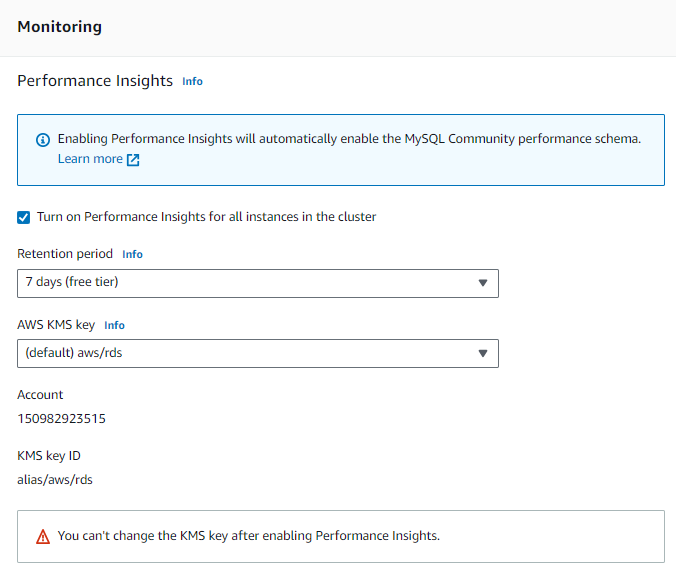 Monitoring
Performance Insights Info
Enabling Performance Insights will automatically enable the MySQL Community performance schema.
Learn more
Turn on Performance Insights for all instances in the cluster
Retention period Info
7 days (free tier)
AWS KMS key Info
(default) aws/rds
Account
150982923515
KMS key ID
alias/aws/rds
You can't change the KMS key after enabling Performance Insights.